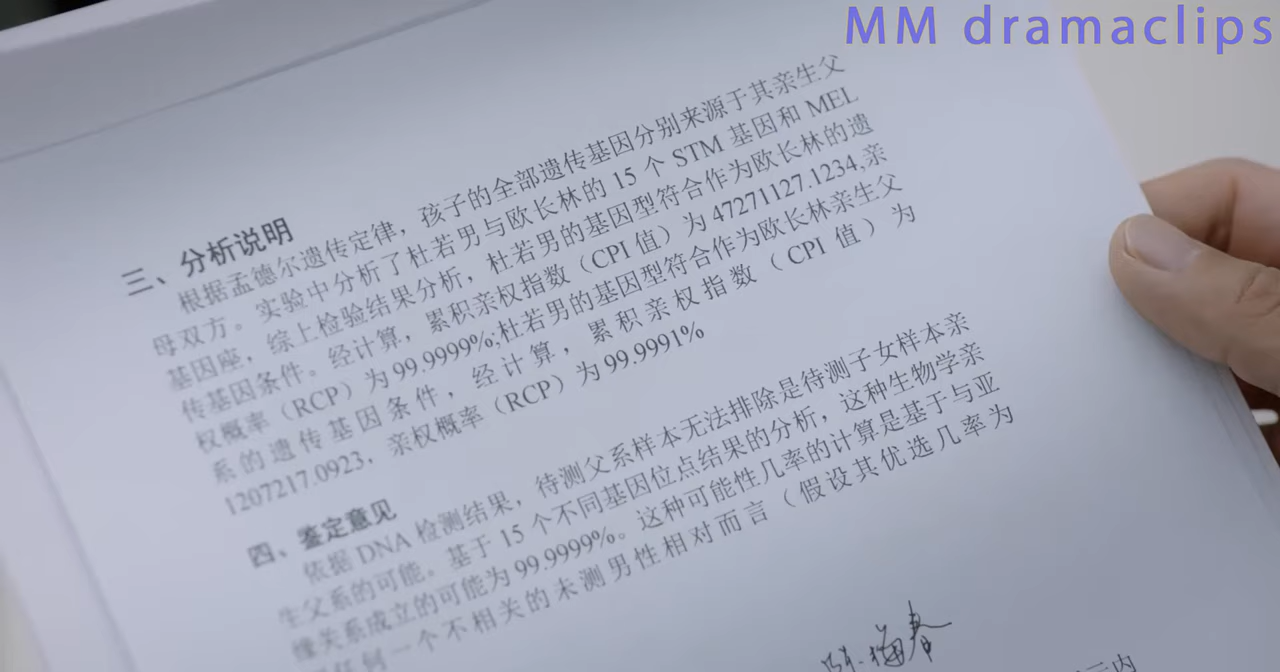 MM dramaclips
三、分析说明
根据孟德尔遗传定律，孩子的全部遗传基因分别来源于其亲生父
母双方。实验中分析了杜若男与欧长林的 15 个 STM 基因和 MEL
基因座，综上检验结果分析，杜若男的基因型符合作为欧长林的遗
传基因条件。经计算，累积亲权指数（CPI 值）为 47271127.1234,亲
权概率（RCP）为 99.9999%;杜若男的基因型符合作为欧长林亲生父
系的遗传基因条件，经计算，累积亲权指数（CPI 值）为
1207217.0923，亲权概率（RCP）为 99.9991%
四、鉴定意见
依据 DNA 检测结果，待测父系样本无法排除是待测子女样本亲
生父系的可能。基于 15 个不同基因位点结果的分析，这种生物学亲
缘关系成立的可能为 99.9999%。这种可能性几率的计算是基于与亚
任何一个不相关的未测男性相对而言（假设其优选几率为